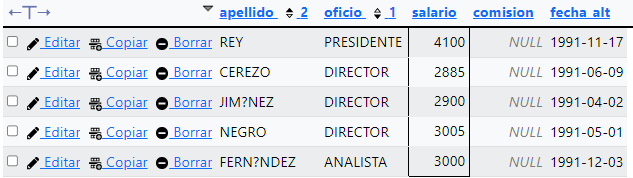 ←T→ apellido 2 oficio 1 salario comision fecha_alt
Editar Copiar Borrar REY PRESIDENTE 4100 NULL 1991-11-17
Editar Copiar Borrar CEREZO DIRECTOR 2885 NULL 1991-06-09
Editar Copiar Borrar JIM?NEZ DIRECTOR 2900 NULL 1991-04-02
Editar Copiar Borrar NEGRO DIRECTOR 3005 NULL 1991-05-01
Editar Copiar Borrar FERN?NDEZ ANALISTA 3000 NULL 1991-12-03